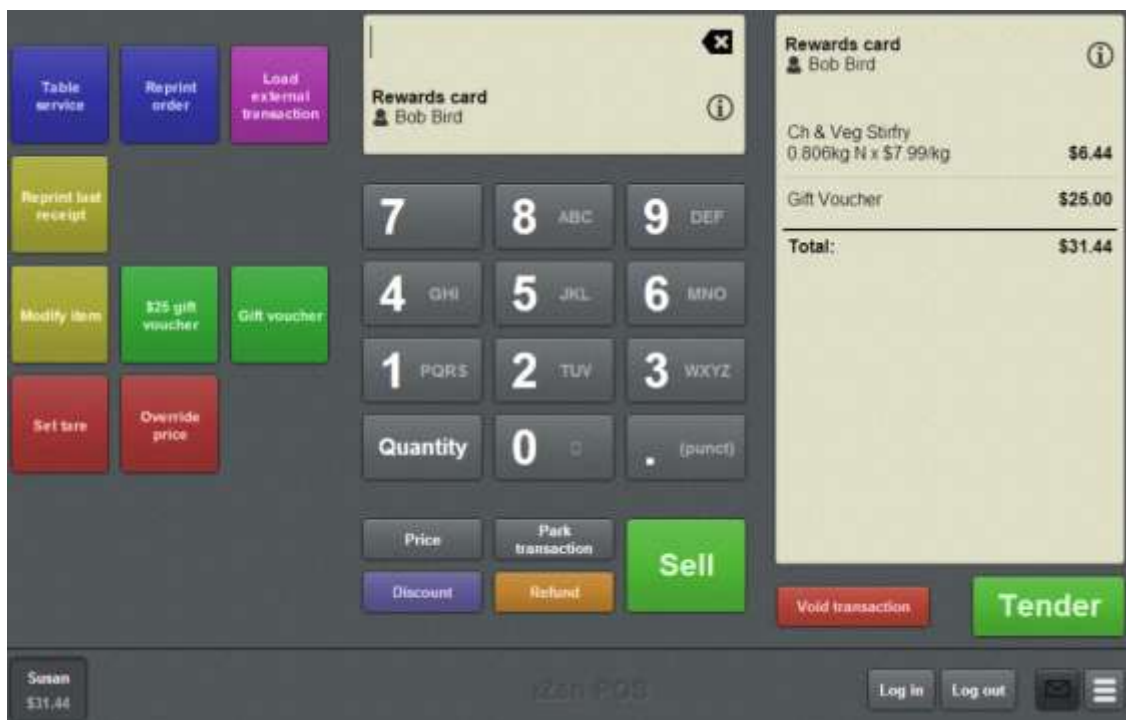 Table
service
Reprint
order
Load
external
transaction
Reprint last
receipt
Modify item
$25 gift
voucher
Gift voucher
Set tare
Override
price
Rewards card
Bob Bird
7
8 ABC
9 DEF
4 GHI
5 JKL
6 MNO
1 PQRS
2 TUV
3 WXYZ
Quantity
0
. (punct)
Price
Park
transaction
Discount
Refund
Sell
Rewards card
Bob Bird
Ch & Veg Stirfry
0.806kg N x $7.99/kg $6.44
Gift Voucher $25.00
Total: $31.44
Void transaction
Tender
Susan
$31.44
POS
Log in
Log out